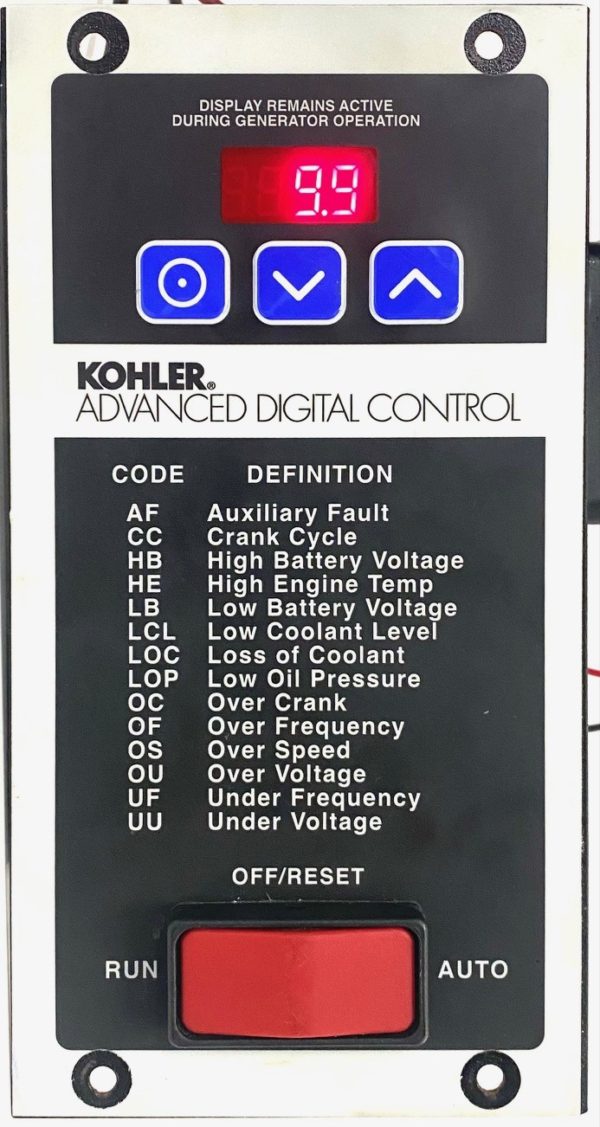 DISPLAY REMAINS ACTIVE
DURING GENERATOR OPERATION
9.9
KOHLER®
ADVANCED DIGITAL CONTROL
CODE DEFINITION
AF Auxiliary Fault
CC Crank Cycle
HB High Battery Voltage
HE High Engine Temp
LB Low Battery Voltage
LCL Low Coolant Level
LOC Loss of Coolant
LOP Low Oil Pressure
OC Over Crank
OF Over Frequency
OS Over Speed
OU Over Voltage
UF Under Frequency
UU Under Voltage
OFF/RESET
RUN AUTO